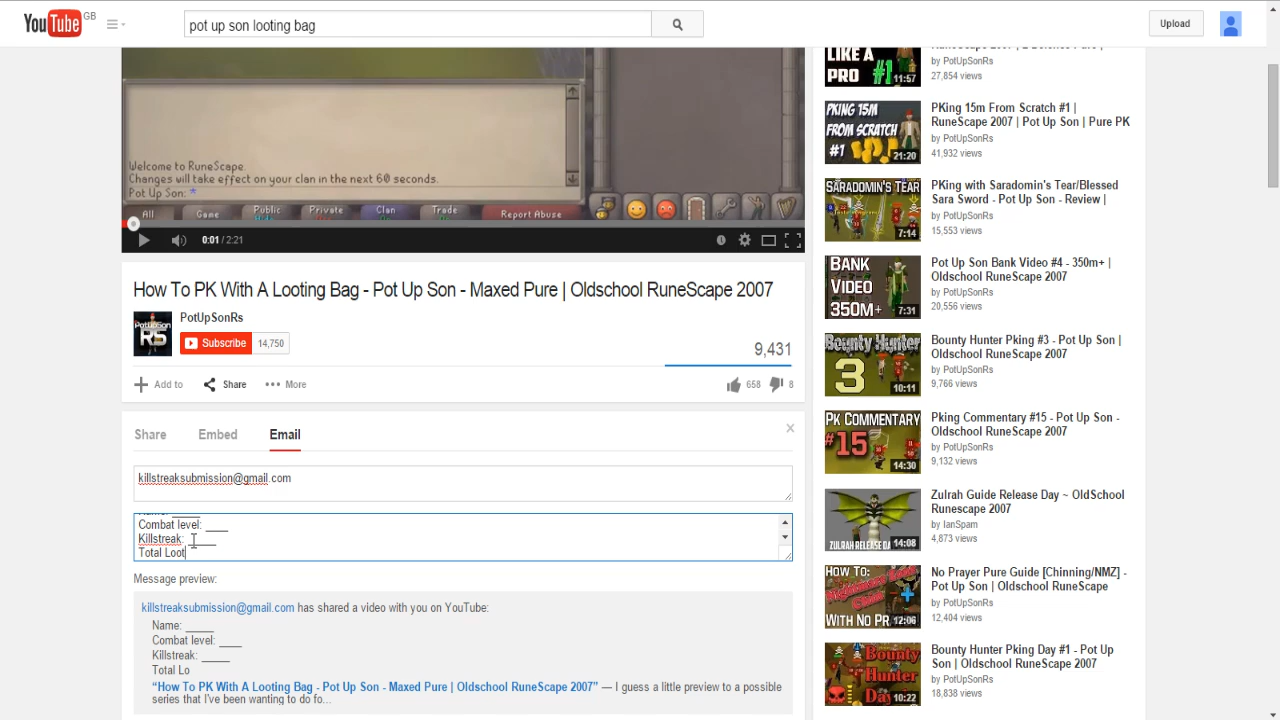 YouTube GB
pot up son looting bag
Upload
Welcome to RuneScape.
Changes will take effect on your clan in the next 60 seconds.
Pot Up Son: *
All Game Public Private Clan Trade Report Abuse
0:01 / 2:21
How To PK With A Looting Bag - Pot Up Son - Maxed Pure | Oldschool RuneScape 2007
PotUpSonRs
PotUpSon
RS
Subscribe 14,750
9,431
Add to Share More
658 8
Share Embed Email
killstreaksubmission@gmail.com
Combat level: ____
Killstreak: _____
Total Loot
Message preview:
killstreaksubmission@gmail.com has shared a video with you on YouTube:
Name: _____
Combat level: ____
Killstreak: _____
Total Lo
"How To PK With A Looting Bag - Pot Up Son - Maxed Pure | Oldschool RuneScape 2007" — I guess a little preview to a possible
series that I've been wanting to do fo...
LIKE A
PRO #1
11:57
by PotUpSonRs
27,854 views
PKING 15M
FROM SCRATCH
#1
21:20
PKing 15m From Scratch #1 |
RuneScape 2007 | Pot Up Son | Pure PK
by PotUpSonRs
41,932 views
SARADOMIN'S TEAR
7:14
PKing with Saradomin's Tear/Blessed
Sara Sword - Pot Up Son - Review |
by PotUpSonRs
15,553 views
BANK
VIDEO
350M+
7:31
Pot Up Son Bank Video #4 - 350m+ |
Oldschool RuneScape 2007
by PotUpSonRs
20,556 views
Bounty Hunter
3
10:11
Bounty Hunter Pking #3 - Pot Up Son |
Oldschool RuneScape 2007
by PotUpSonRs
9,766 views
PK COMMENTARY
#15
14:30
Pking Commentary #15 - Pot Up Son -
Oldschool RuneScape 2007
by PotUpSonRs
9,132 views
ZULRAH RELEASE DA
14:08
Zulrah Guide Release Day ~ OldSchool
Runescape 2007
by IanSpam
4,873 views
HOW TO:
WITH NO PR
12:06
No Prayer Pure Guide [Chinning/NMZ] -
Pot Up Son | Oldschool RuneScape
by PotUpSonRs
12,404 views
Bounty
Hunter
Day
10:22
Bounty Hunter PKing Day #1 - Pot Up
Son | Oldschool RuneScape 2007
by PotUpSonRs
18,838 views